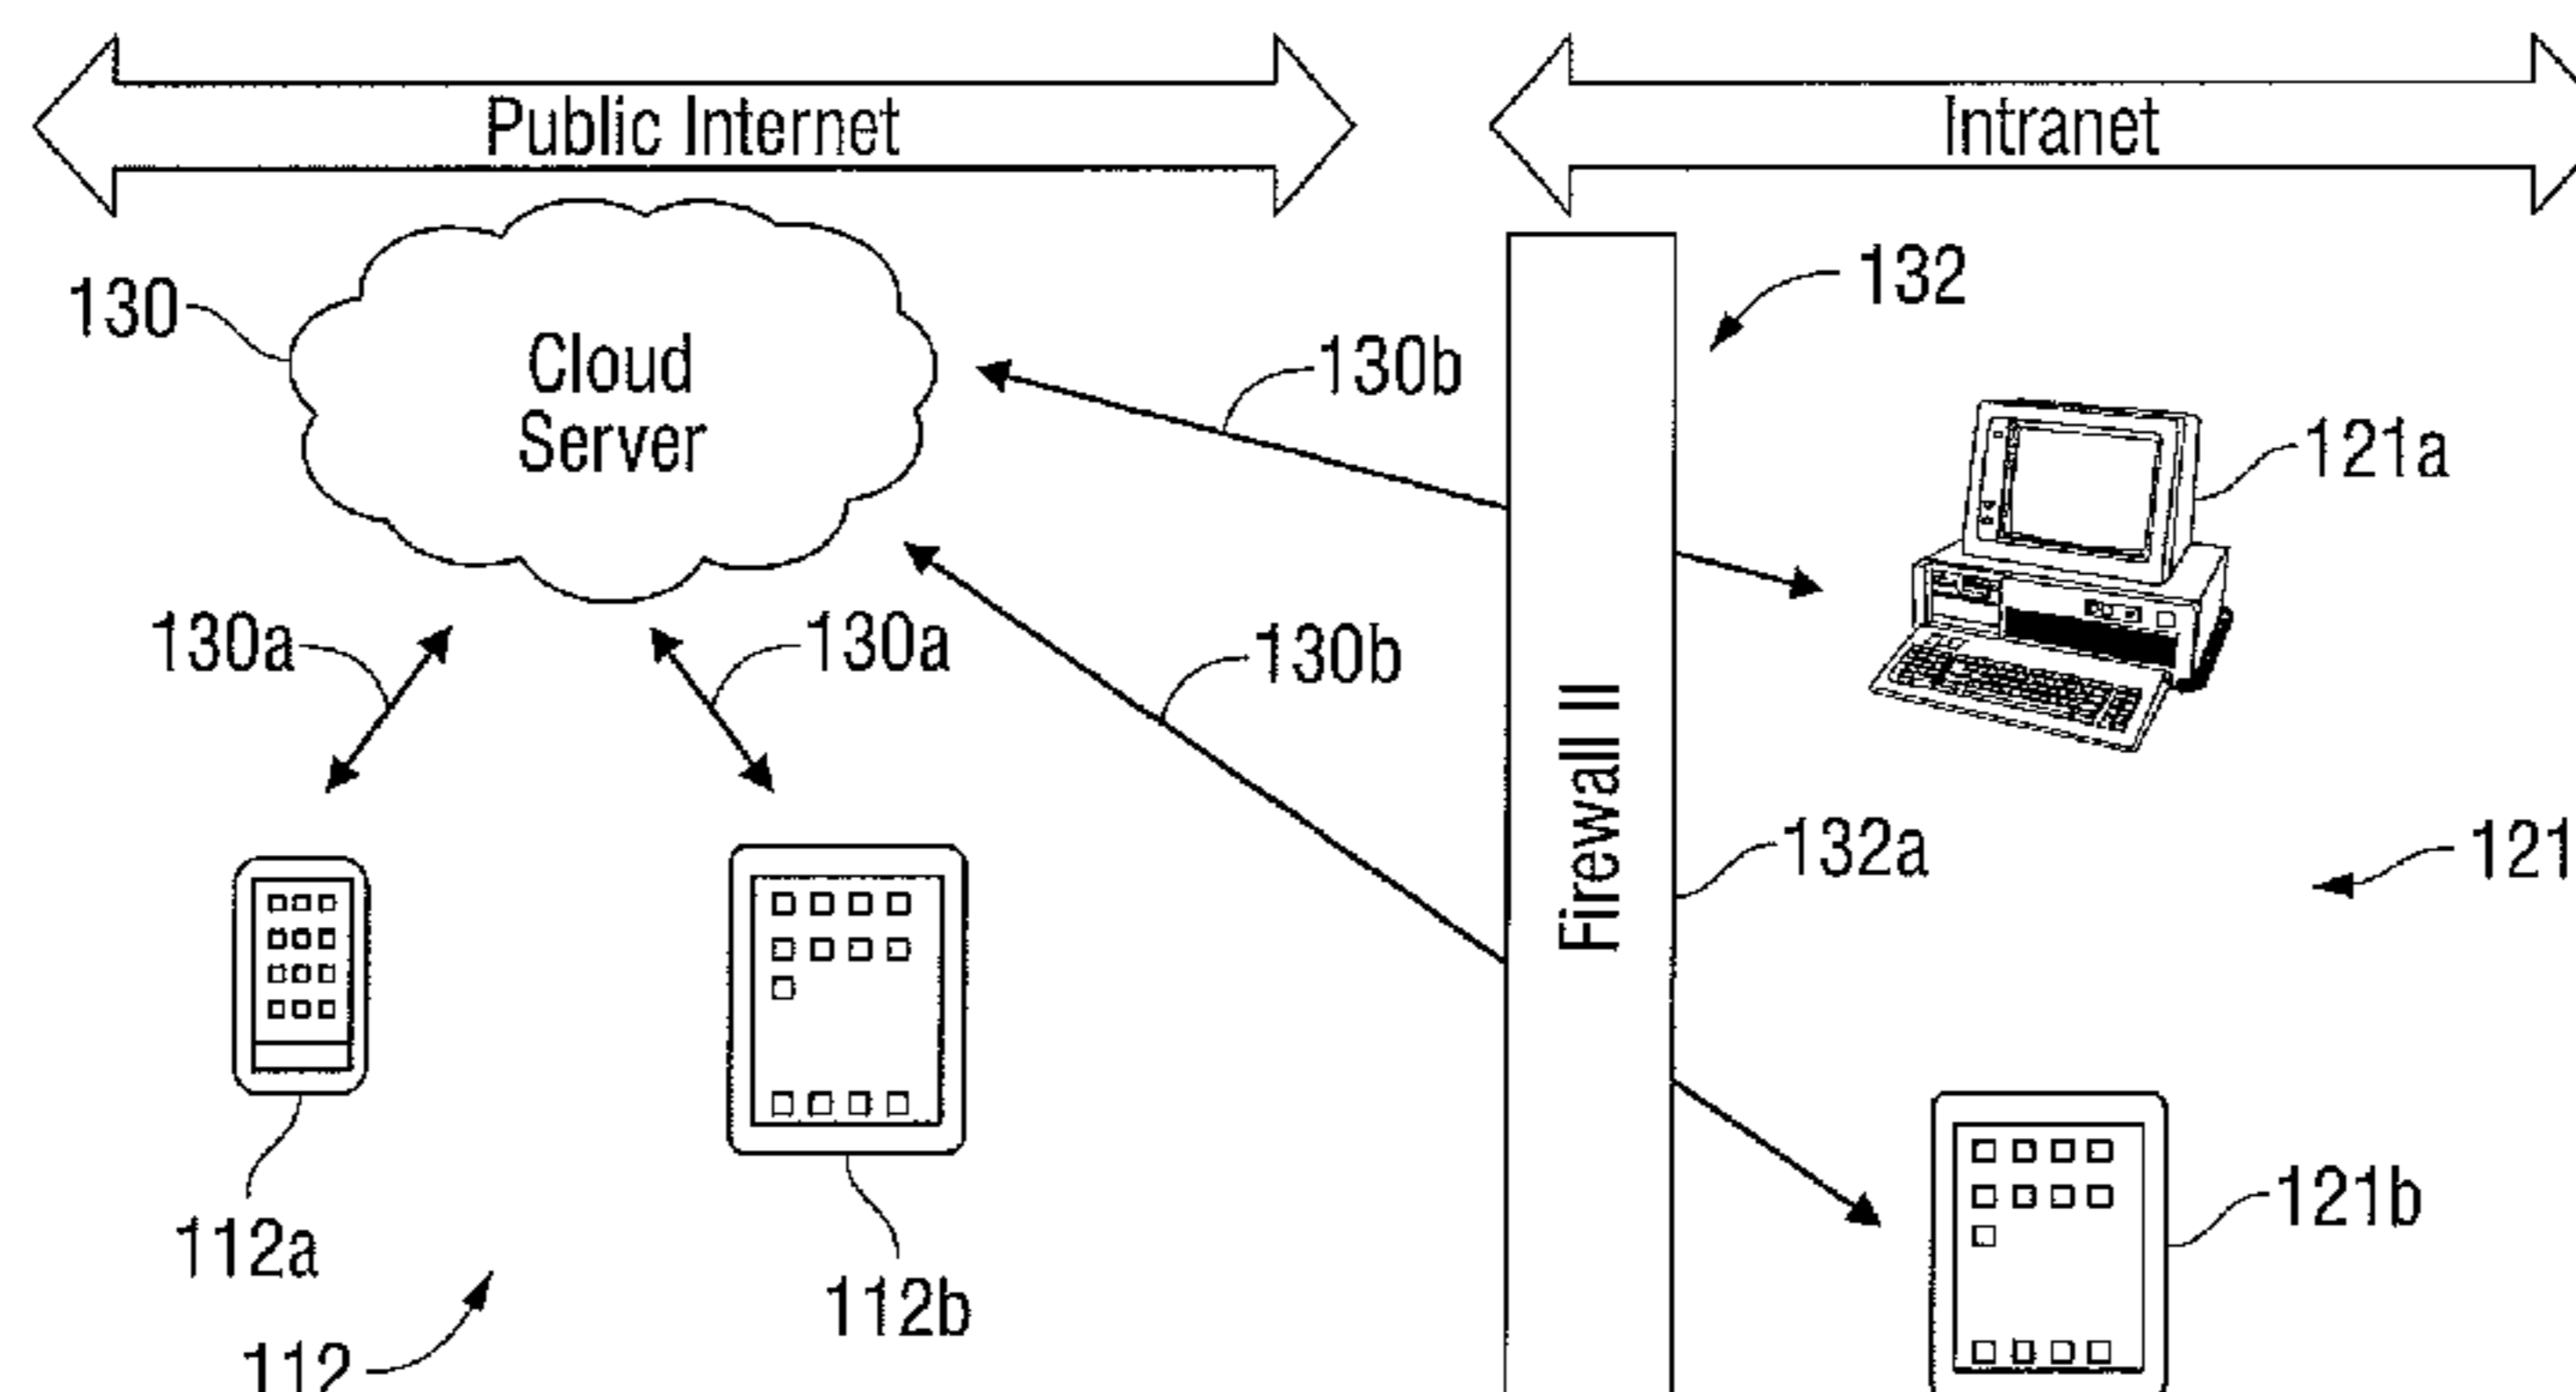 Public Internet
Intranet
130
Cloud
Server
132
130b
121a
130a
130a
130b
Firewall III
132a
121
112a
112b
121b
112